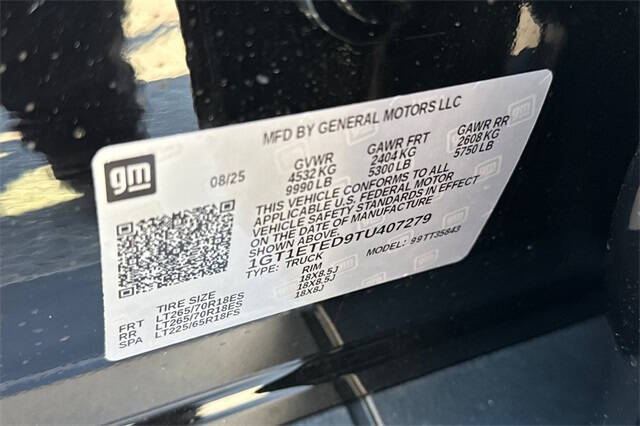 MFD BY GENERAL MOTORS LLC
gm
08/25
GVWR GAWR FRT GAWR RR
4532 KG 2404 KG 2608 KG
9990 LB 5300 LB 5750 LB
THIS VEHICLE CONFORMS TO ALL
APPLICABLE U.S. FEDERAL MOTOR
VEHICLE SAFETY STANDARDS IN EFFECT
ON THE DATE OF MANUFACTURE
SHOWN ABOVE.
1GT1ETED9TU407279
TYPE: TRUCK MODEL: 99TT35843
TIRE SIZE RIM
FRT LT265/70R18ES 18X8.5J
RR LT265/70R18ES 18X8.5J
SPA LT225/65R18FS 18X8J